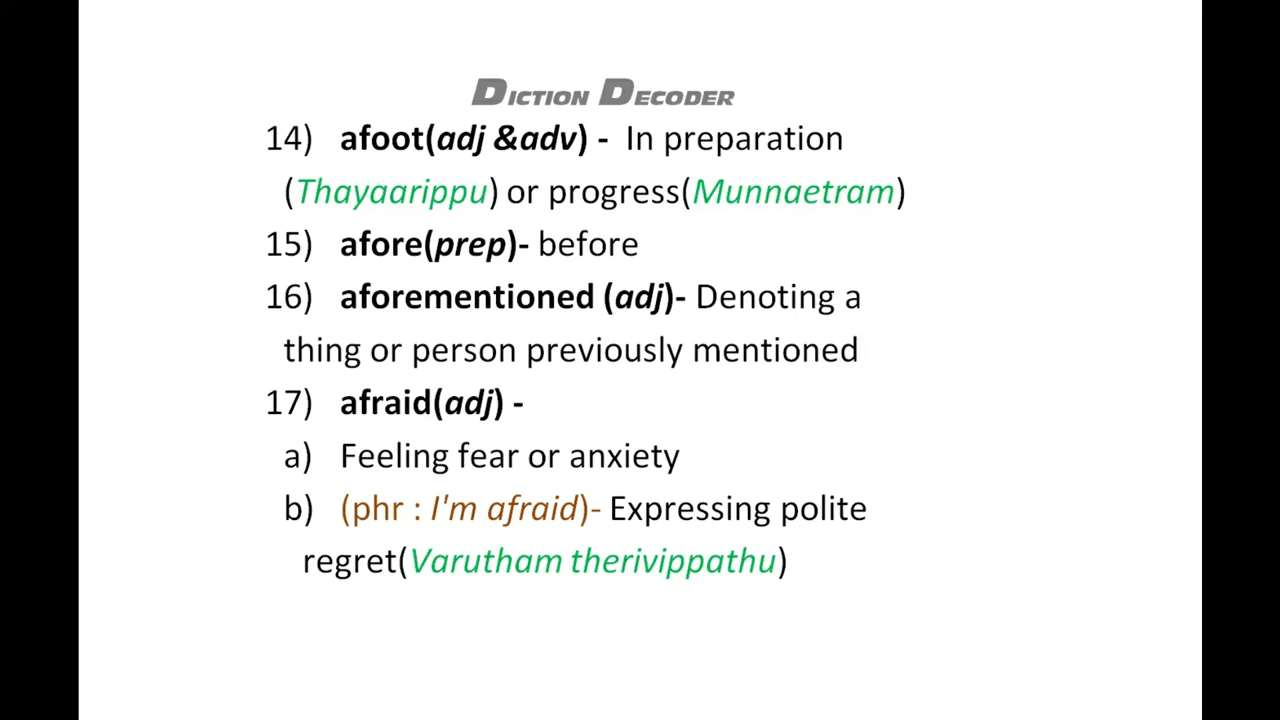 DICTION DECODER
14) afoot(adj &adv) - In preparation
(Thayaarippu) or progress(Munnaetram)
15) afore(prep)- before
16) aforementioned (adj)- Denoting a
thing or person previously mentioned
17) afraid(adj) -
a) Feeling fear or anxiety
b) (phr : I'm afraid)- Expressing polite
regret(Varutham therivippathu)